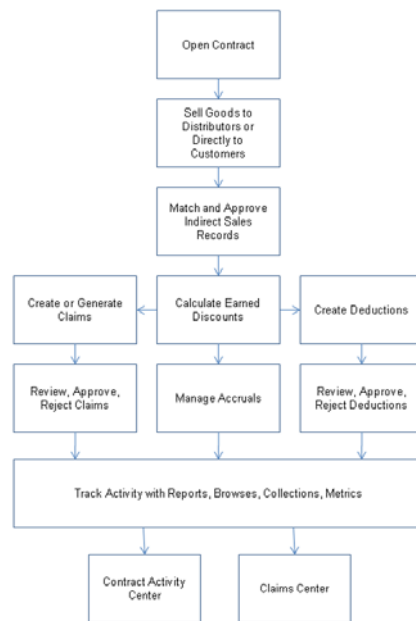 Open Contract
Sell Goods to
Distributors or
Directly to
Customers
Match and Approve
Indirect Sales
Records
Create or Generate
Claims
Calculate Earned
Discounts
Create Deductions
Review, Approve,
Reject Claims
Manage Accruals
Review, Approve,
Reject Deductions
Track Activity with Reports, Browses, Collections, Metrics
Contract Activity
Center
Claims Center